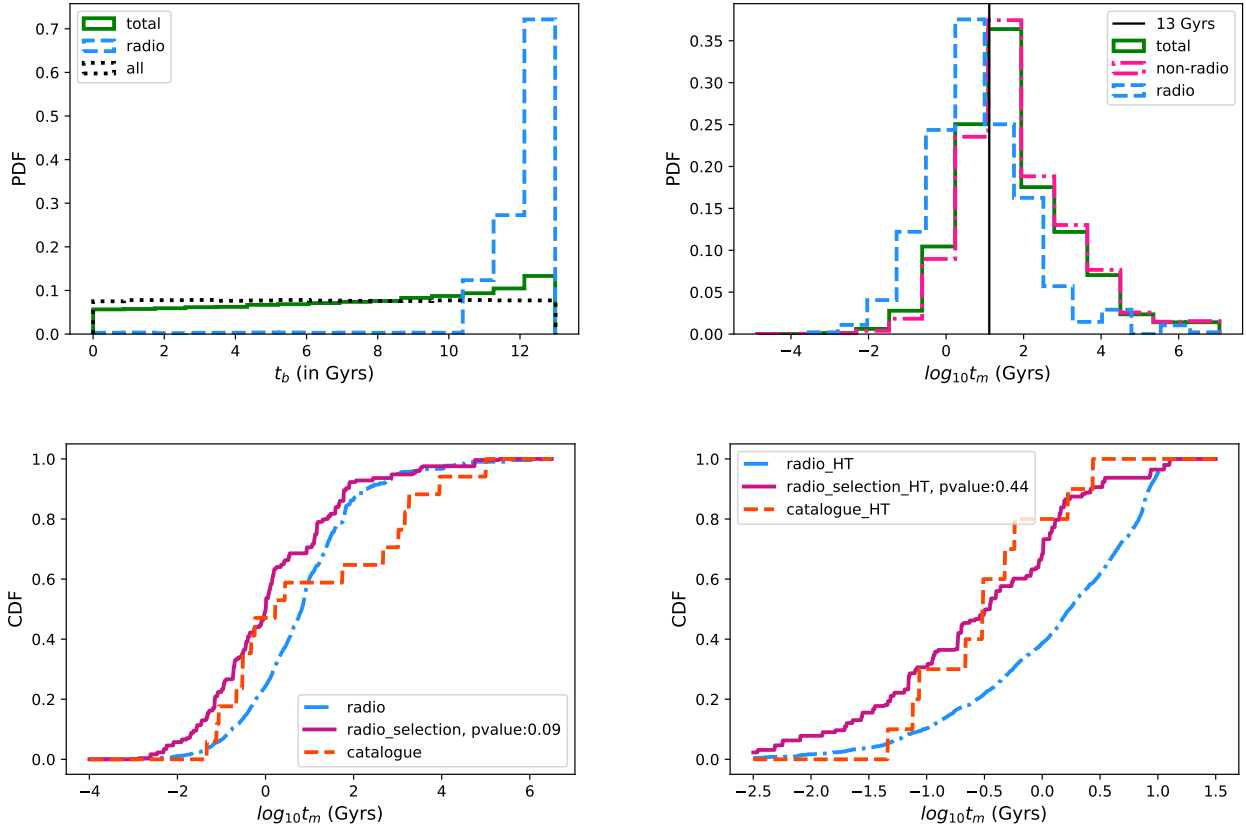 PDF
0.7
0.6
0.5
0.4
0.3
0.2
0.1
0.0
total
radio
all
0
2
4
6
8
10
12
t_b (in Gyrs)
PDF
0.35
0.30
0.25
0.20
0.15
0.10
0.05
0.00
13 Gyrs
total
non-radio
radio
−4
−2
0
2
4
6
log₁₀t_m (Gyrs)
CDF
1.0
0.8
0.6
0.4
0.2
0.0
radio
radio_selection, pvalue:0.09
catalogue
−4
−2
0
2
4
6
log₁₀t_m (Gyrs)
CDF
1.0
0.8
0.6
0.4
0.2
0.0
radio_HT
radio_selection_HT, pvalue:0.44
catalogue_HT
−2.5
−2.0
−1.5
−1.0
−0.5
0.0
0.5
1.0
1.5
log₁₀t_m (Gyrs)